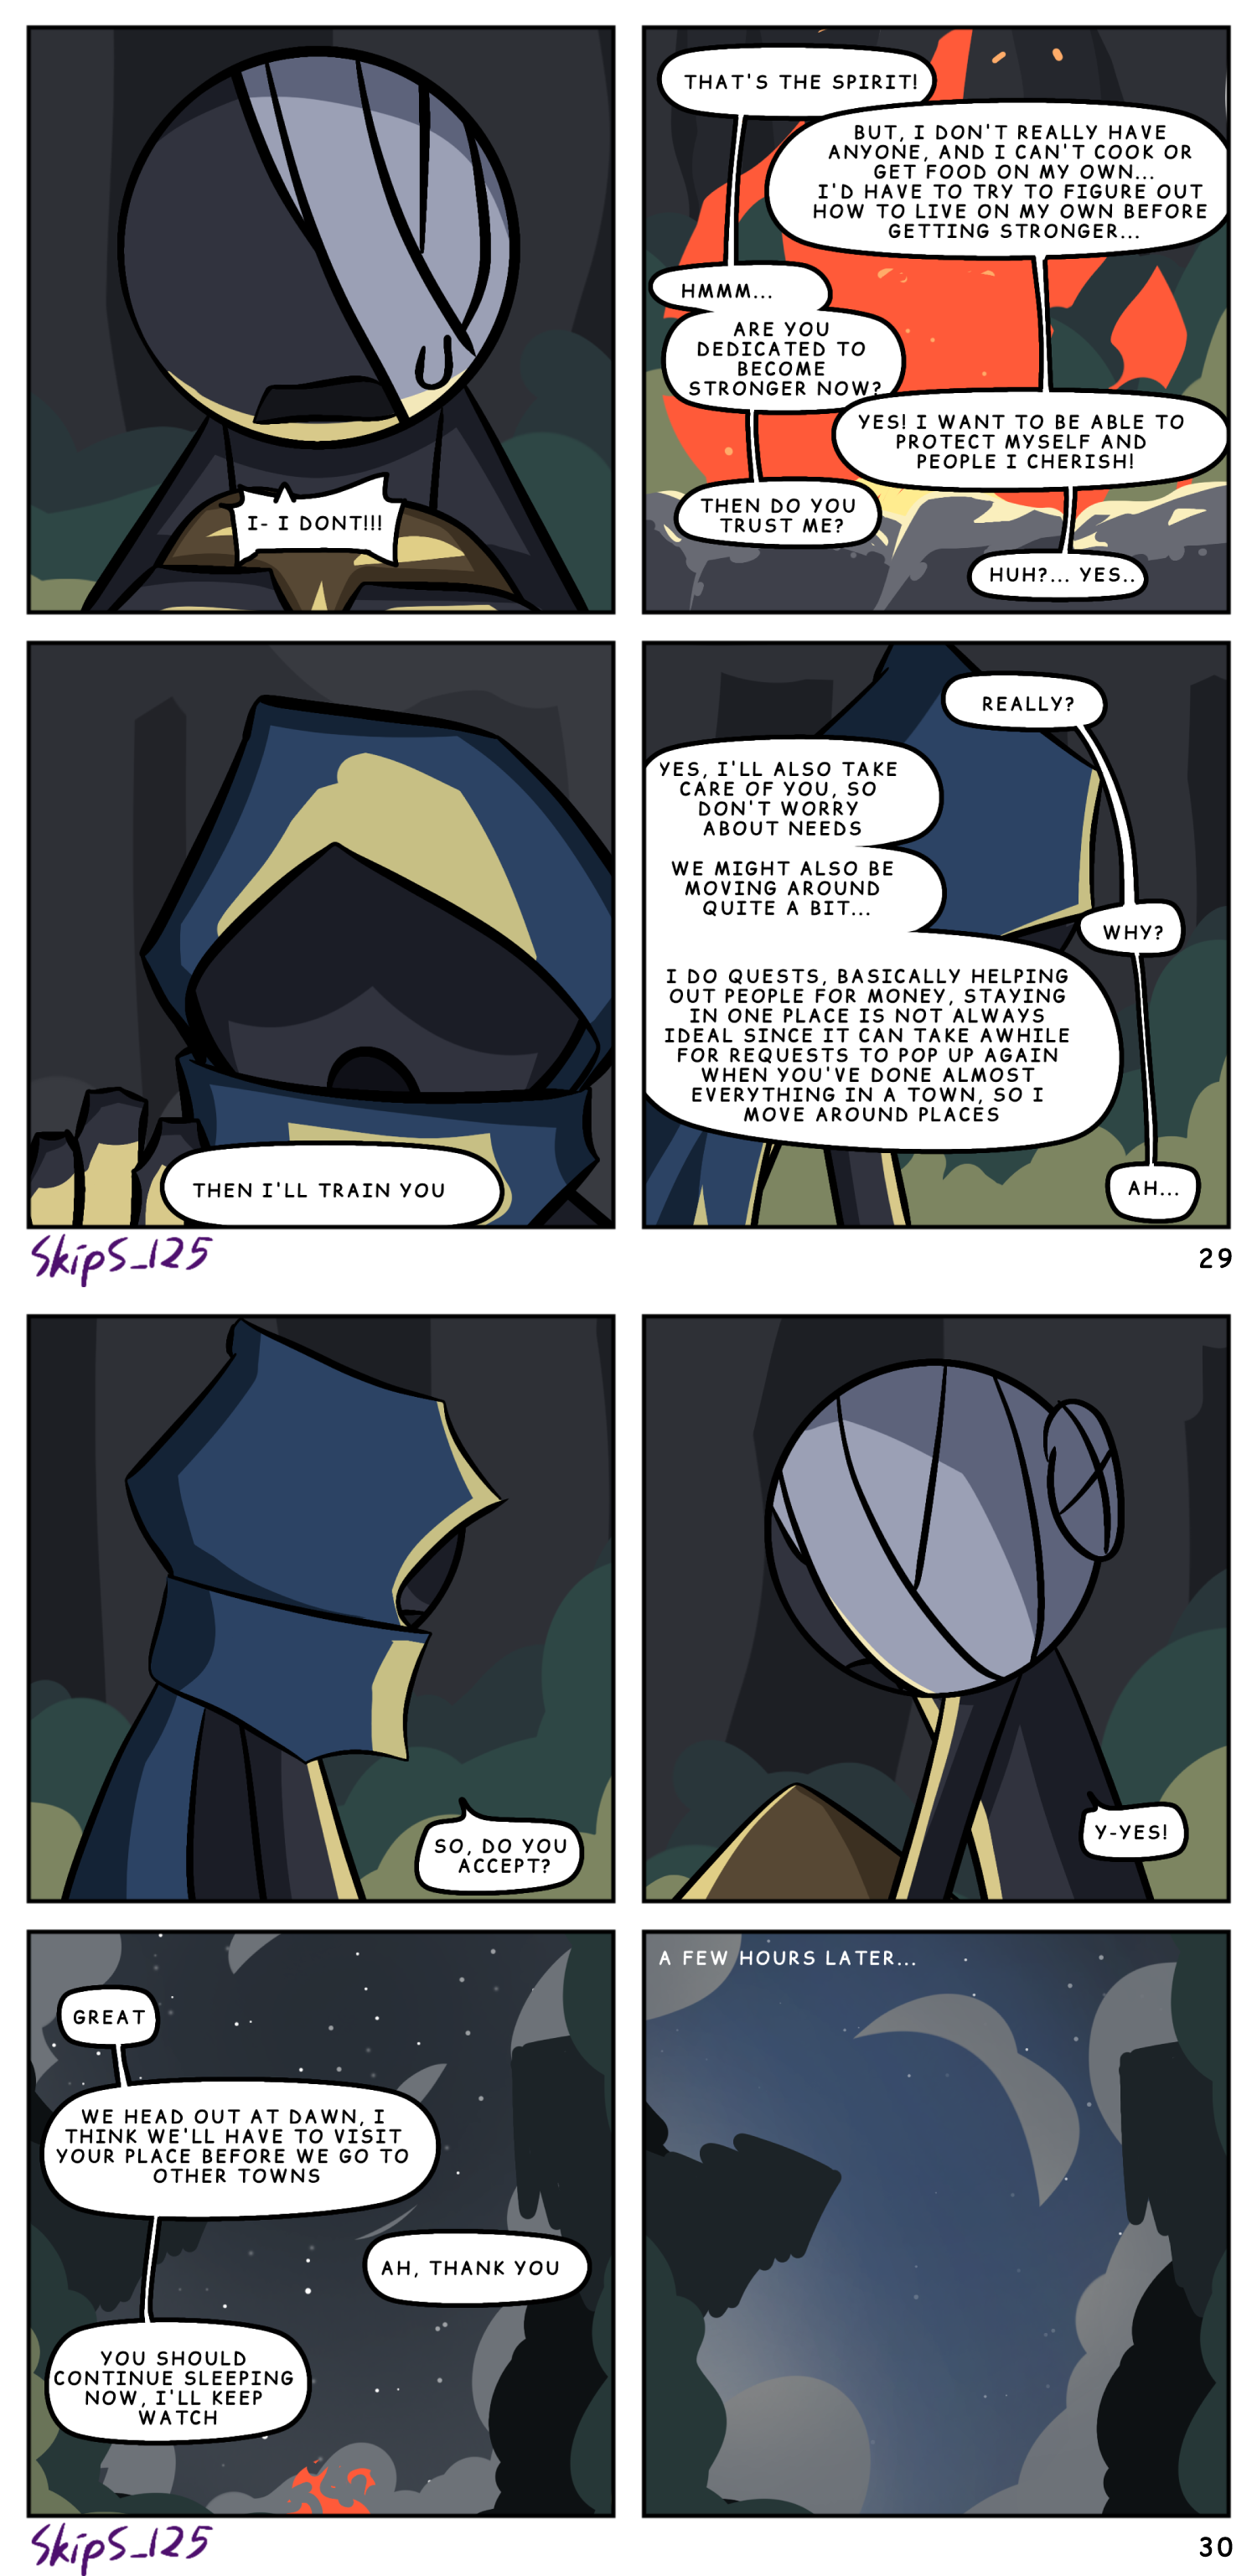 I- I DONT!!!
THAT'S THE SPIRIT!
BUT, I DON'T REALLY HAVE
ANYONE, AND I CAN'T COOK OR
GET FOOD ON MY OWN...
I'D HAVE TO TRY TO FIGURE OUT
HOW TO LIVE ON MY OWN BEFORE
GETTING STRONGER...
HMMM...
ARE YOU
DEDICATED TO
BECOME
STRONGER NOW?
YES! I WANT TO BE ABLE TO
PROTECT MYSELF AND
PEOPLE I CHERISH!
THEN DO YOU
TRUST ME?
HUH?... YES..
THEN I'LL TRAIN YOU
REALLY?
YES, I'LL ALSO TAKE
CARE OF YOU, SO
DON'T WORRY
ABOUT NEEDS
WE MIGHT ALSO BE
MOVING AROUND
QUITE A BIT...
WHY?
I DO QUESTS, BASICALLY HELPING
OUT PEOPLE FOR MONEY, STAYING
IN ONE PLACE IS NOT ALWAYS
IDEAL SINCE IT CAN TAKE AWHILE
FOR REQUESTS TO POP UP AGAIN
WHEN YOU'VE DONE ALMOST
EVERYTHING IN A TOWN, SO I
MOVE AROUND PLACES
AH...
SkipS_125
29
SO, DO YOU
ACCEPT?
Y-YES!
GREAT
WE HEAD OUT AT DAWN, I
THINK WE'LL HAVE TO VISIT
YOUR PLACE BEFORE WE GO TO
OTHER TOWNS
AH, THANK YOU
YOU SHOULD
CONTINUE SLEEPING
NOW, I'LL KEEP
WATCH
A FEW HOURS LATER...
SkipS_125
30